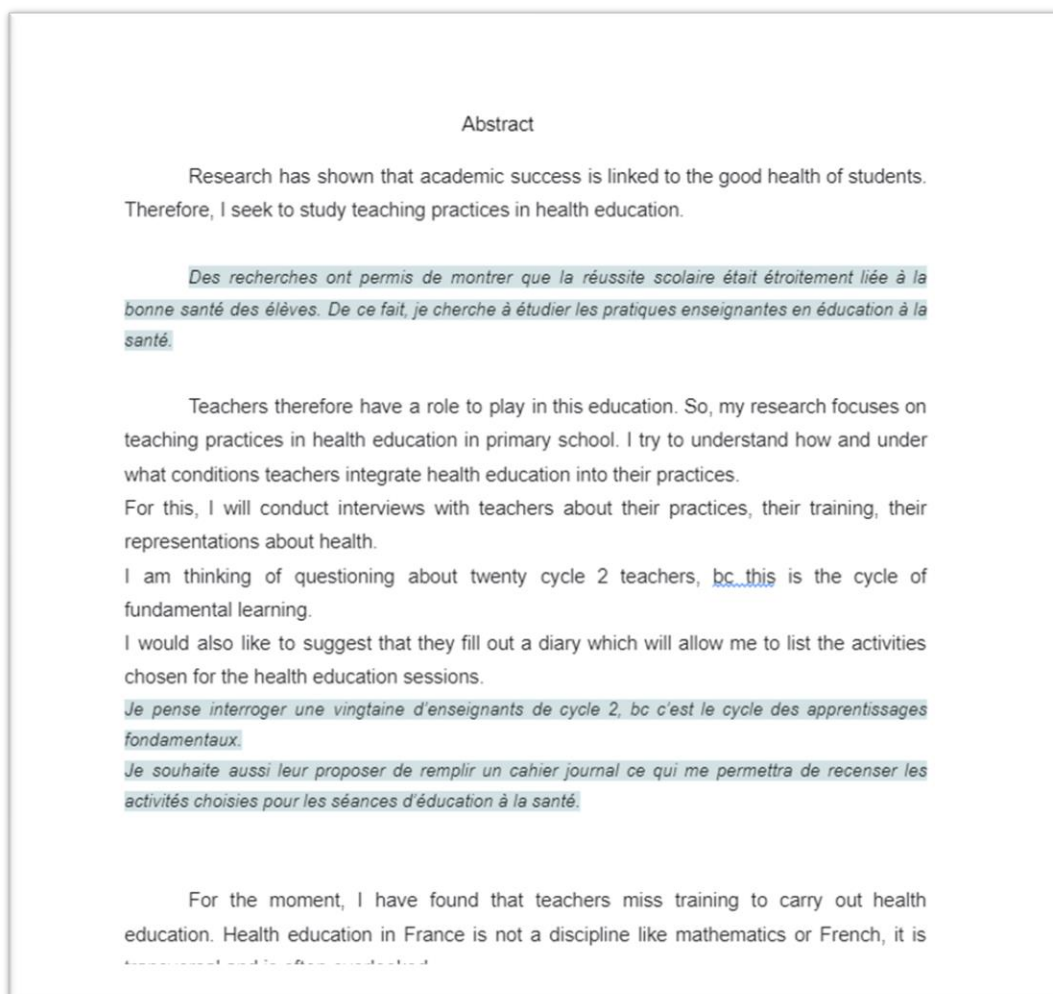 Abstract
Research has shown that academic success is linked to the good health of students.
Therefore, I seek to study teaching practices in health education.
Des recherches ont permis de montrer que la réussite scolaire était étroitement liée à la
bonne santé des élèves. De ce fait, je cherche à étudier les pratiques enseignantes en éducation à la
santé.
Teachers therefore have a role to play in this education. So, my research focuses on
teaching practices in health education in primary school. I try to understand how and under
what conditions teachers integrate health education into their practices.
For this, I will conduct interviews with teachers about their practices, their training, their
representations about health.
I am thinking of questioning about twenty cycle 2 teachers, bc this is the cycle of
fundamental learning.
I would also like to suggest that they fill out a diary which will allow me to list the activities
chosen for the health education sessions.
Je pense interroger une vingtaine d'enseignants de cycle 2, bc c'est le cycle des apprentissages
fondamentaux.
Je souhaite aussi leur proposer de remplir un cahier journal ce qui me permettra de recenser les
activités choisies pour les séances d'éducation à la santé.
For the moment, I have found that teachers miss training to carry out health
education. Health education in France is not a discipline like mathematics or French, it is